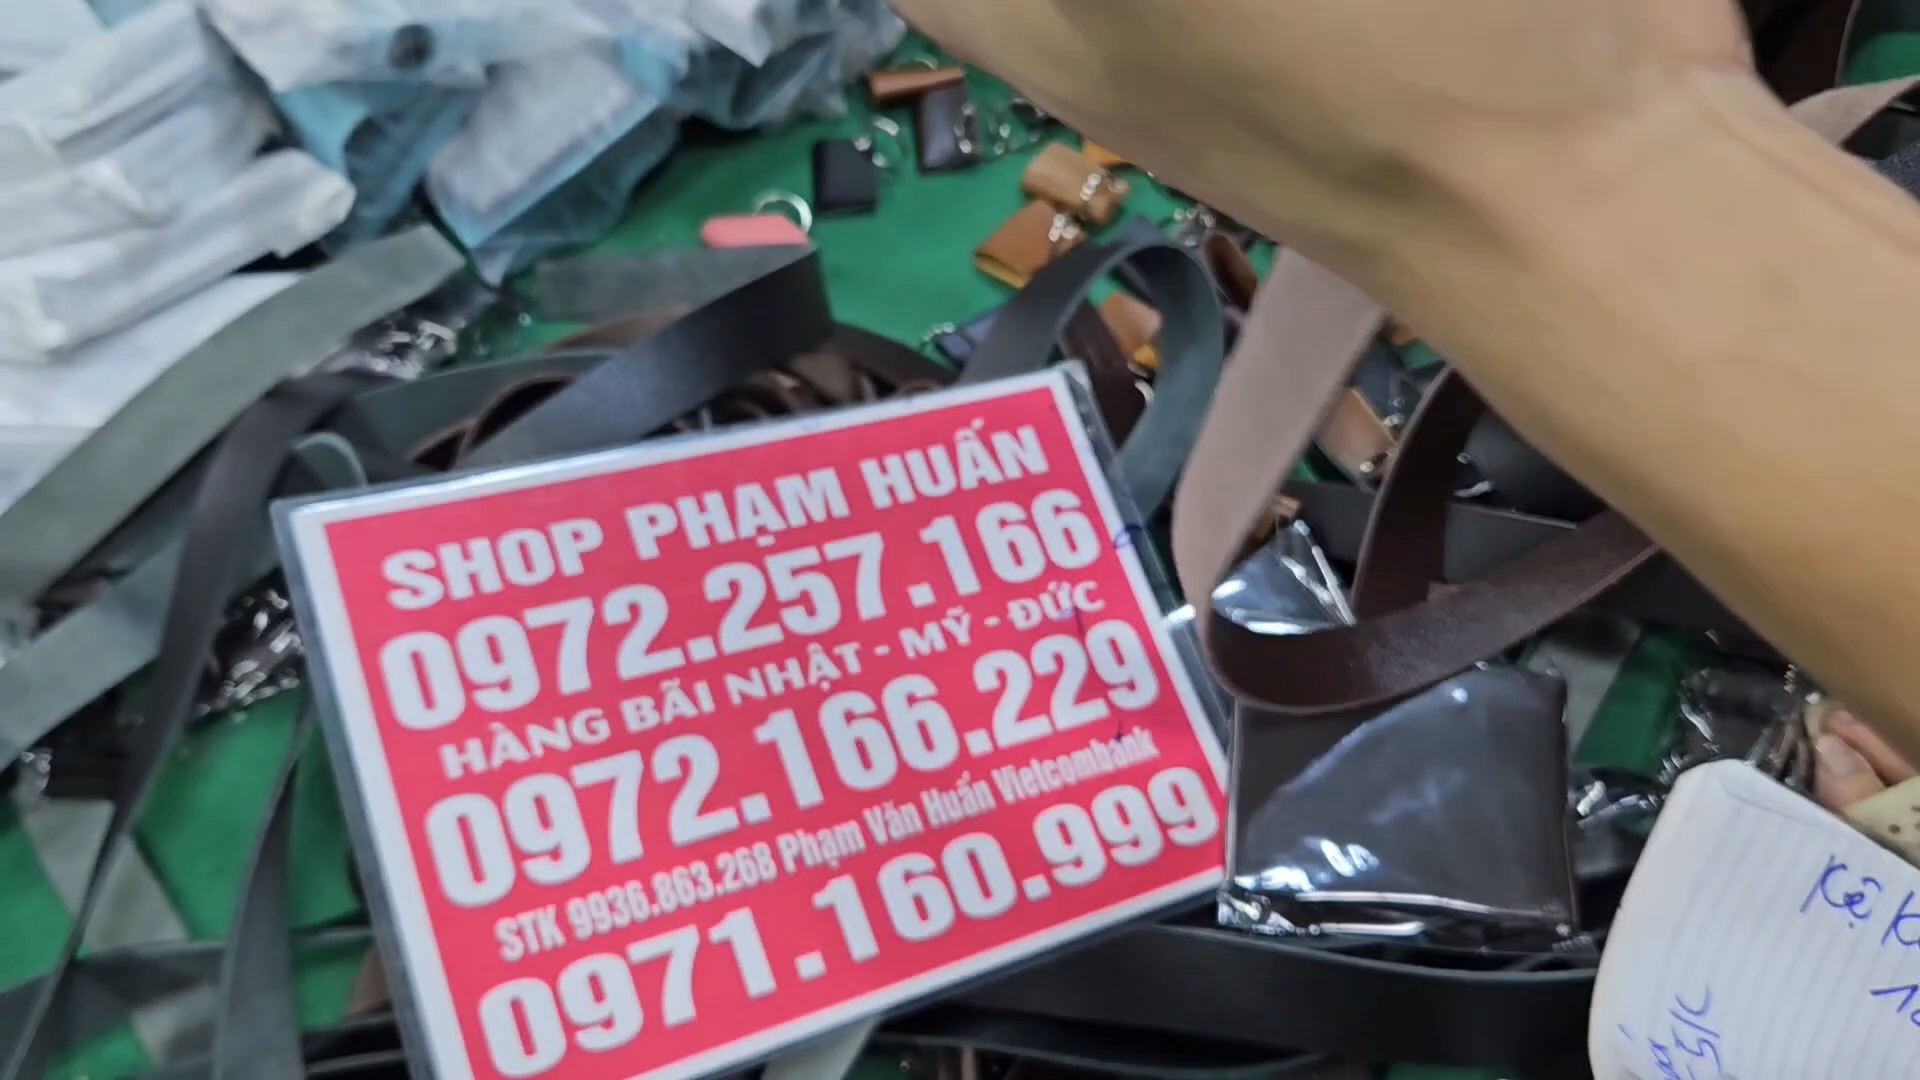 SHOP PHẠM HUẤN
0972.257.166
HÀNG BÃI NHẬT - MỸ - ĐỨC
0972.166.229
STK 9936.863.268 Phạm Văn Huấn Vietcombank
0971.160.999
Kệ